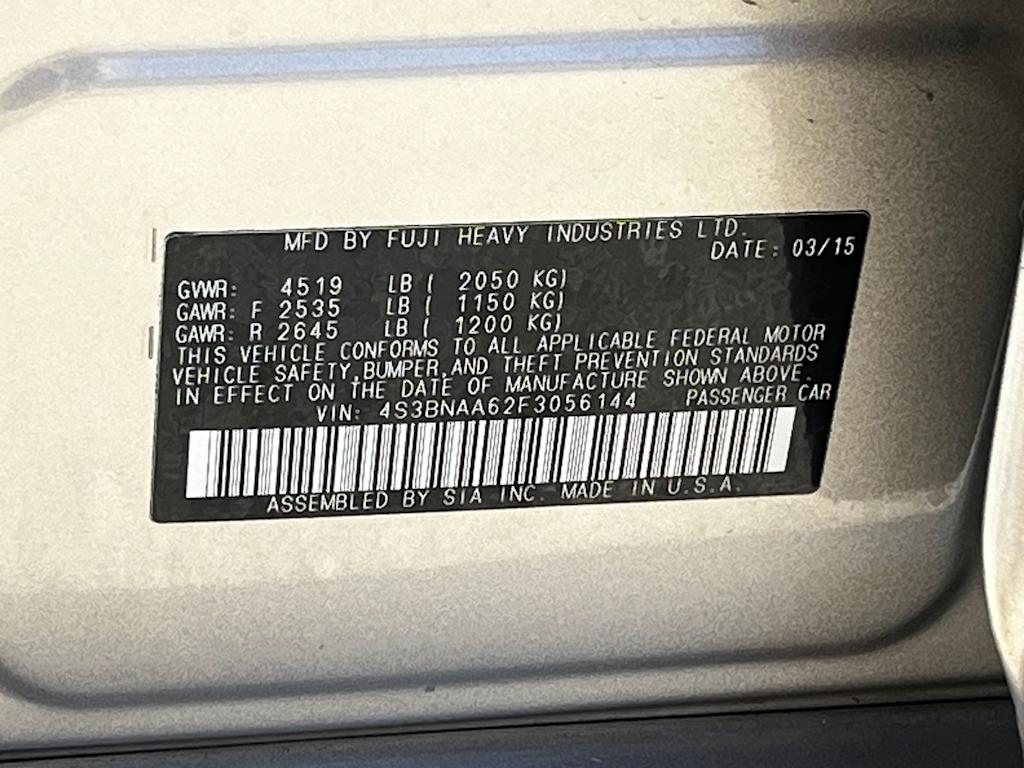 MFD BY FUJI HEAVY INDUSTRIES LTD.
DATE: 03/15
GVWR: 4519 LB ( 2050 KG)
GAWR: F 2535 LB ( 1150 KG)
GAWR: R 2645 LB ( 1200 KG)
THIS VEHICLE CONFORMS TO ALL APPLICABLE FEDERAL MOTOR
VEHICLE SAFETY,BUMPER,AND THEFT PREVENTION STANDARDS
IN EFFECT ON THE DATE OF MANUFACTURE SHOWN ABOVE.
VIN: 4S3BNAA62F3056144 PASSENGER CAR
ASSEMBLED BY SIA INC. MADE IN U.S.A.